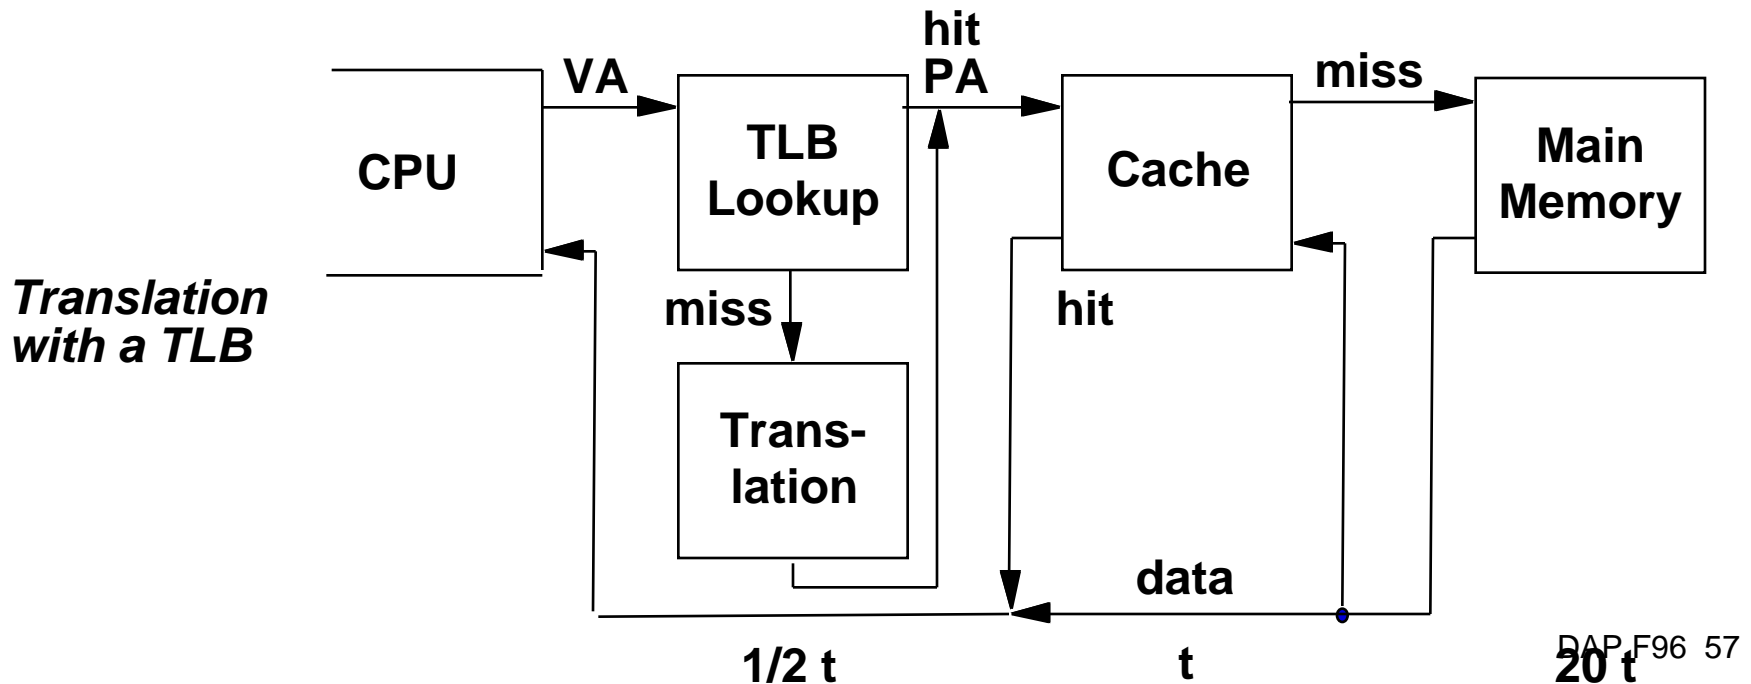 hit
VA
PA
miss
CPU
TLB
Lookup
Cache
Main
Memory
Translation
with a TLB
miss
hit
Trans-
lation
data
1/2 t
t
20 t
DAP F96 57